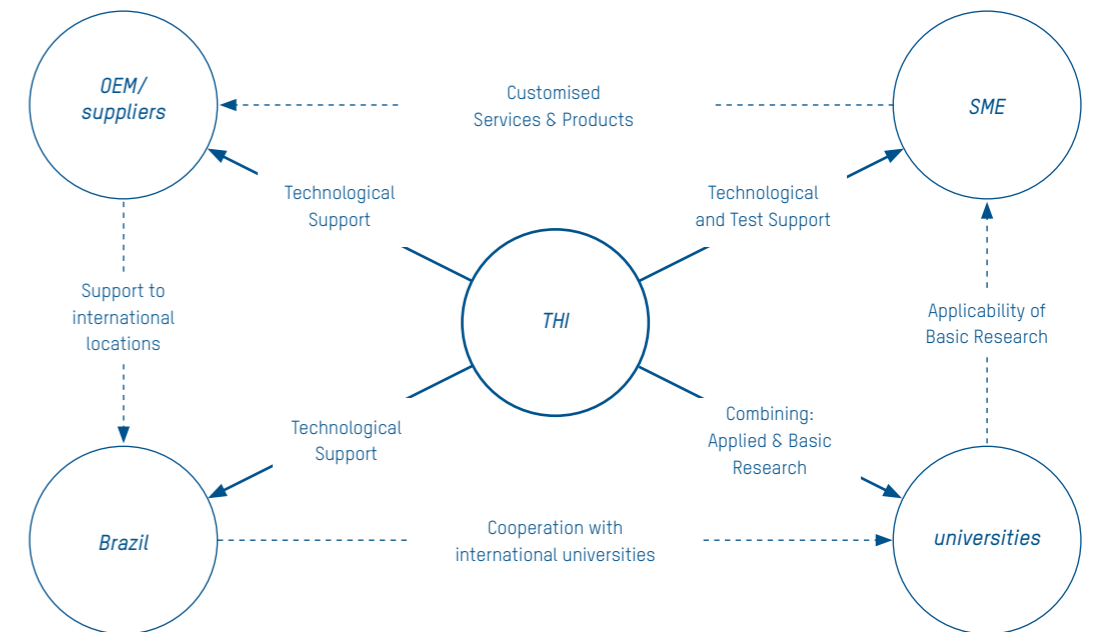 OEM/
suppliers
Customised
Services & Products
SME
Technological
Support
Technological
and Test Support
Support to
international
locations
THI
Applicability of
Basic Research
Technological
Support
Combining:
Applied & Basic
Research
Brazil
Cooperation with
international universities
universities